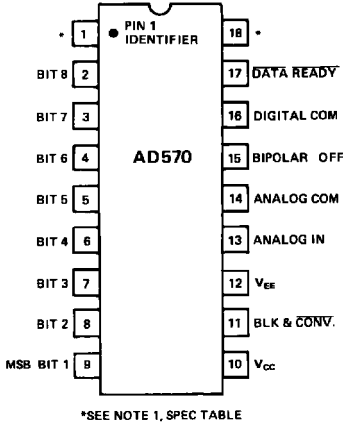 PIN 1
IDENTIFIER
* 1
18 *
BIT 8 2
17 DATA READY
BIT 7 3
16 DIGITAL COM
BIT 6 4
AD570
15 BIPOLAR OFF
BIT 5 5
14 ANALOG COM
BIT 4 6
13 ANALOG IN
BIT 3 7
12 VEE
BIT 2 8
11 BLK & CONV.
MSB BIT 1 9
10 VCC
*SEE NOTE 1, SPEC TABLE